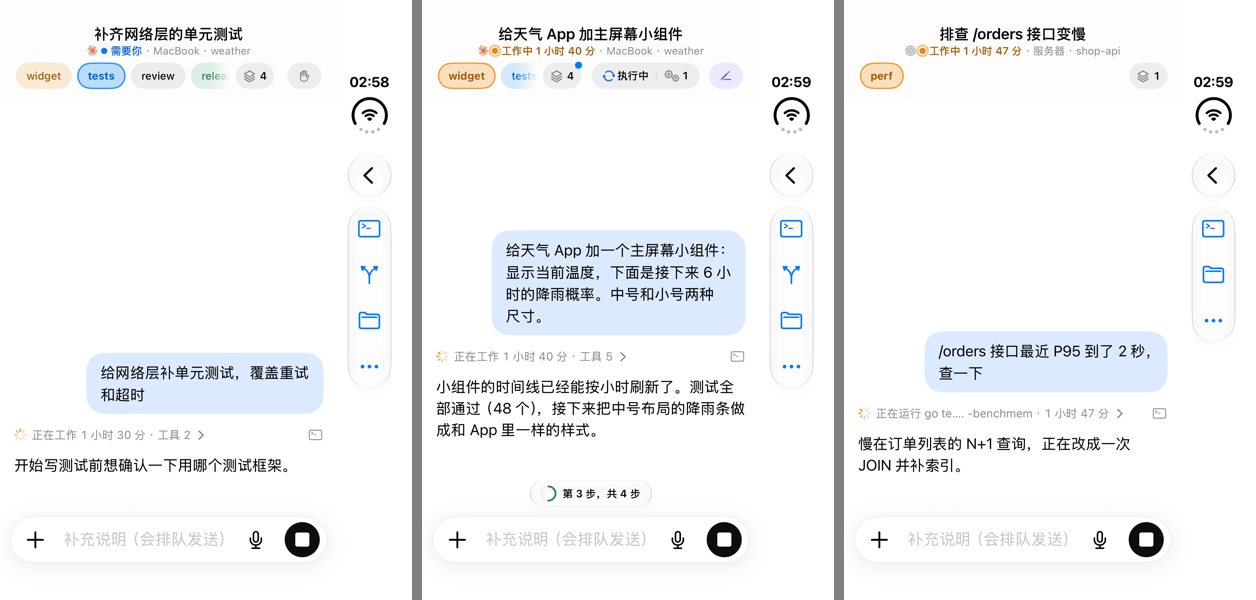 补齐网络层的单元测试
需要你 · MacBook · weather
widget
tests
review
relea
4
02:58
给网络层补单元测试，覆盖重试
和超时
正在工作 1 小时 30 分 · 工具 2
开始写测试前想确认一下用哪个测试框架。
补充说明（会排队发送）
给天气 App 加主屏幕小组件
工作中 1 小时 40 分 · MacBook · weather
widget
tests
4
执行中
1
02:59
给天气 App 加一个主屏幕小组件：
显示当前温度，下面是接下来 6 小
时的降雨概率。中号和小号两种
尺寸。
正在工作 1 小时 40 分 · 工具 5
小组件的时间线已经能按小时刷新了。测试全
部通过（48 个），接下来把中号布局的降雨条做
成和 App 里一样的样式。
第 3 步，共 4 步
补充说明（会排队发送）
排查 /orders 接口变慢
工作中 1 小时 47 分 · 服务器 · shop-api
perf
1
02:59
/orders 接口最近 P95 到了 2 秒，
查一下
正在运行 go te.... -benchmem · 1 小时 47 分
慢在订单列表的 N+1 查询，正在改成一次
JOIN 并补索引。
补充说明（会排队发送）